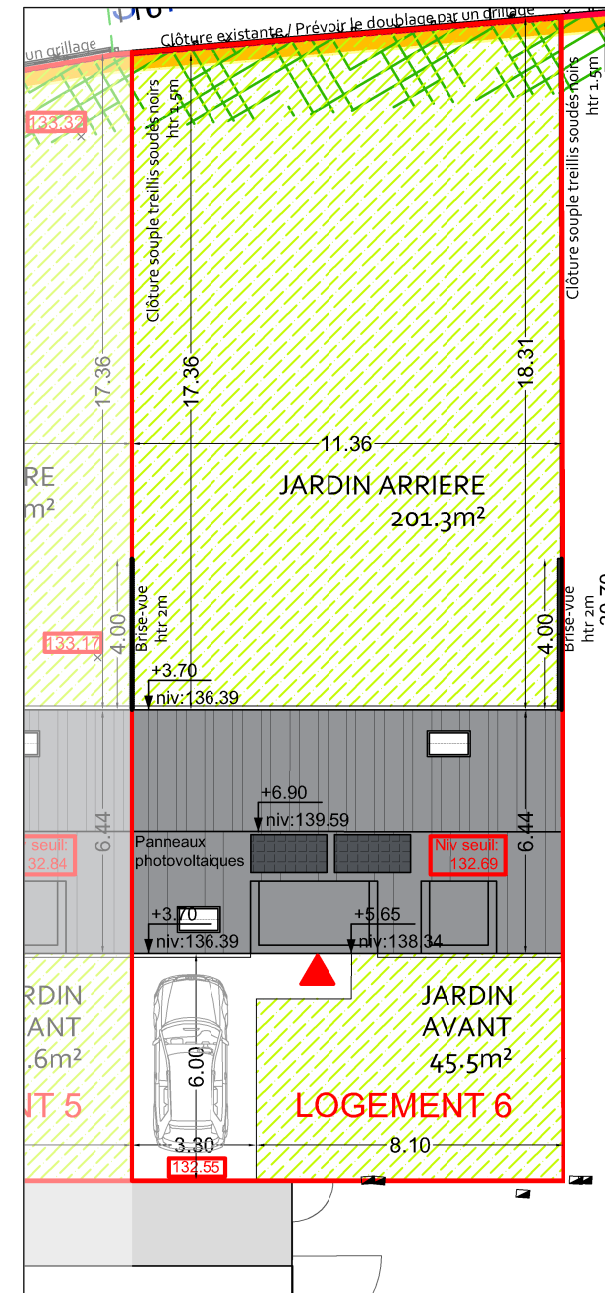 un grillage
Clôture existante / Prévoir le doublage par un grillage
133.32
Clôture souple treillis soudés noirs
htr 1.5m
Clôture souple treillis soudés noirs
htr 1.5m
17.36
17.36
18.31
11.36
JARDIN ARRIERE
201.3m²
RE
m²
133.17
4.00
Brise-vue
htr 2m
4.00
Brise-vue
htr 2m
+3.70
niv:136.39
+6.90
niv:139.59
6.44
6.44
seuil:
32.84
Panneaux
photovoltaiques
Niv seuil:
132.69
+3.70
niv:136.39
+5.65
niv:138.34
RDIN
ANT
.6m²
NT 5
6.00
JARDIN
AVANT
45.5m²
LOGEMENT 6
3.30
8.10
132.55